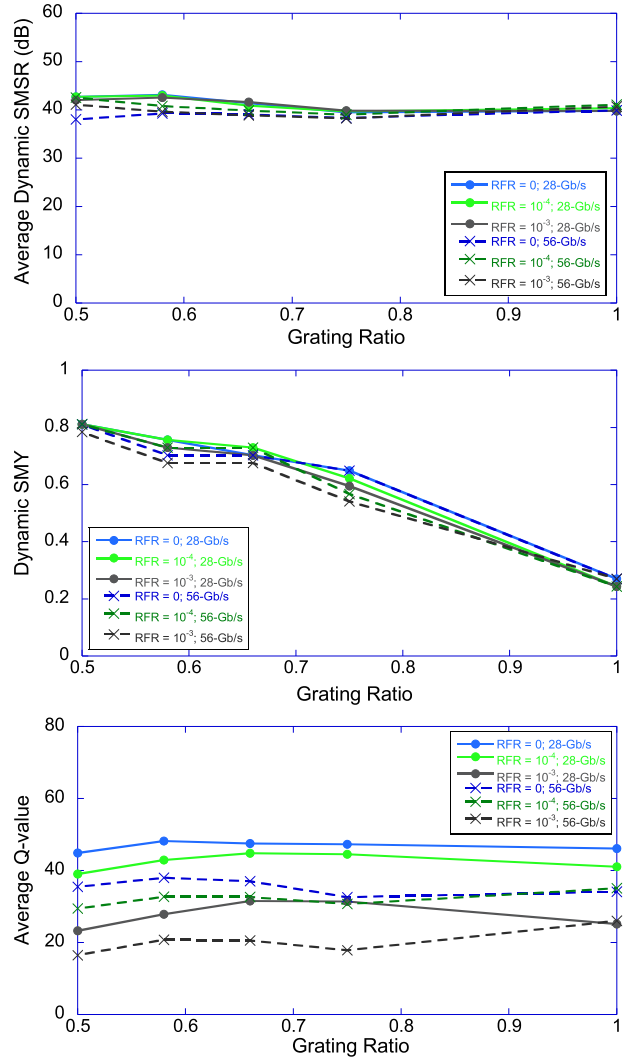 60
50
40
30
20
10
0
Average Dynamic SMSR (dB)
RFR = 0; 28-Gb/s
RFR = 10⁻⁴; 28-Gb/s
RFR = 10⁻³; 28-Gb/s
RFR = 0; 56-Gb/s
RFR = 10⁻⁴; 56-Gb/s
RFR = 10⁻³; 56-Gb/s
0.5 0.6 0.7 0.8 0.9 1
Grating Ratio
1
0.8
0.6
0.4
0.2
0
Dynamic SMY
RFR = 0; 28-Gb/s
RFR = 10⁻⁴; 28-Gb/s
RFR = 10⁻³; 28-Gb/s
RFR = 0; 56-Gb/s
RFR = 10⁻⁴; 56-Gb/s
RFR = 10⁻³; 56-Gb/s
0.5 0.6 0.7 0.8 0.9 1
Grating Ratio
80
60
40
20
0
Average Q-value
RFR = 0; 28-Gb/s
RFR = 10⁻⁴; 28-Gb/s
RFR = 10⁻³; 28-Gb/s
RFR = 0; 56-Gb/s
RFR = 10⁻⁴; 56-Gb/s
RFR = 10⁻³; 56-Gb/s
0.5 0.6 0.7 0.8 0.9 1
Grating Ratio